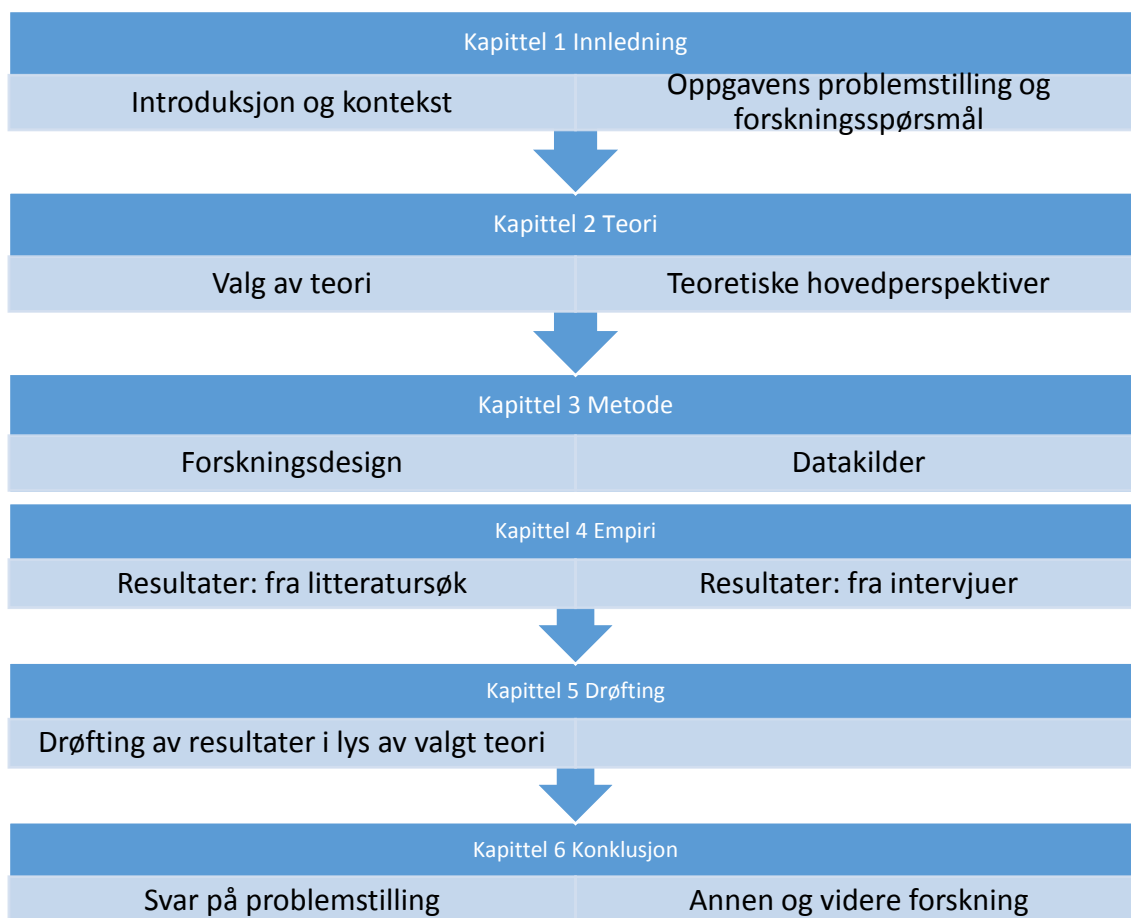 Kapittel 1 Innledning
Introduksjon og kontekst
Oppgavens problemstilling og
forskningsspørsmål
Kapittel 2 Teori
Valg av teori
Teoretiske hovedperspektiver
Kapittel 3 Metode
Forskningsdesign
Datakilder
Kapittel 4 Empiri
Resultater: fra litteratursøk
Resultater: fra intervjuer
Kapittel 5 Drøfting
Drøfting av resultater i lys av valgt teori
Kapittel 6 Konklusjon
Svar på problemstilling
Annen og videre forskning